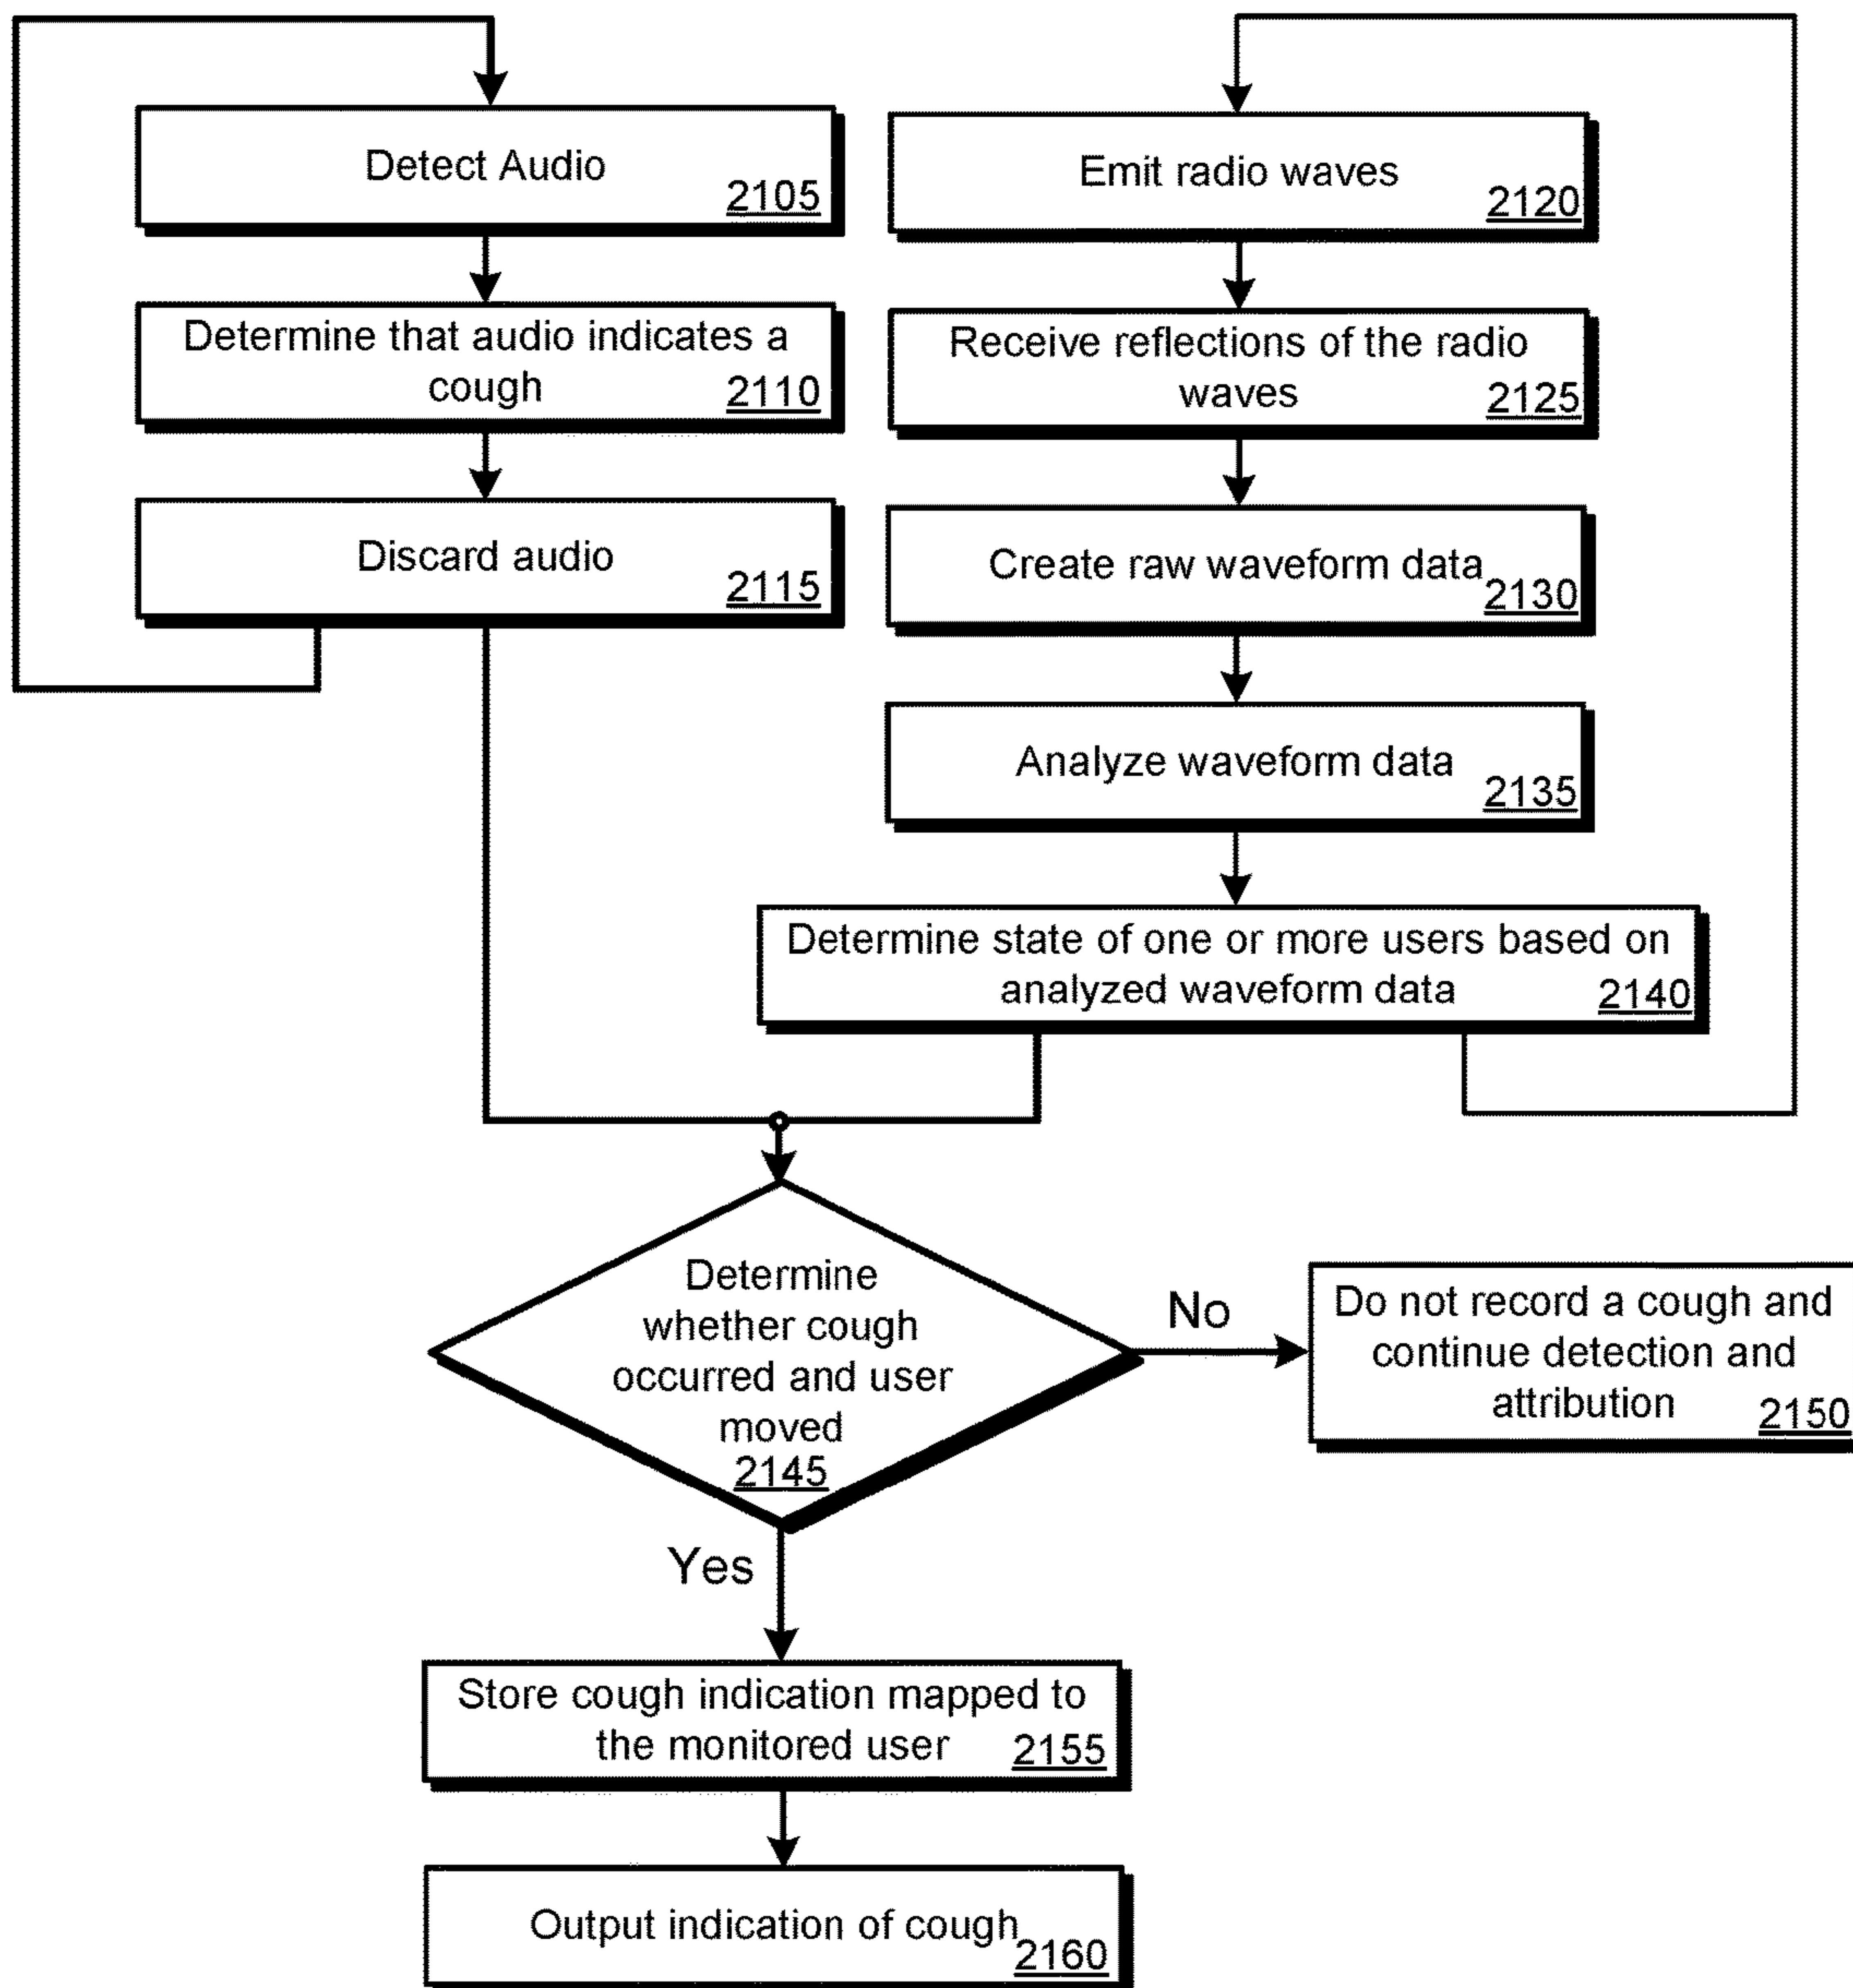 Detect Audio
2105
Determine that audio indicates a
cough
2110
Discard audio
2115
Emit radio waves
2120
Receive reflections of the radio
waves
2125
Create raw waveform data
2130
Analyze waveform data
2135
Determine state of one or more users based on
analyzed waveform data
2140
Determine
whether cough
occurred and user
moved
2145
No
Do not record a cough and
continue detection and
attribution
2150
Yes
Store cough indication mapped to
the monitored user
2155
Output indication of cough
2160